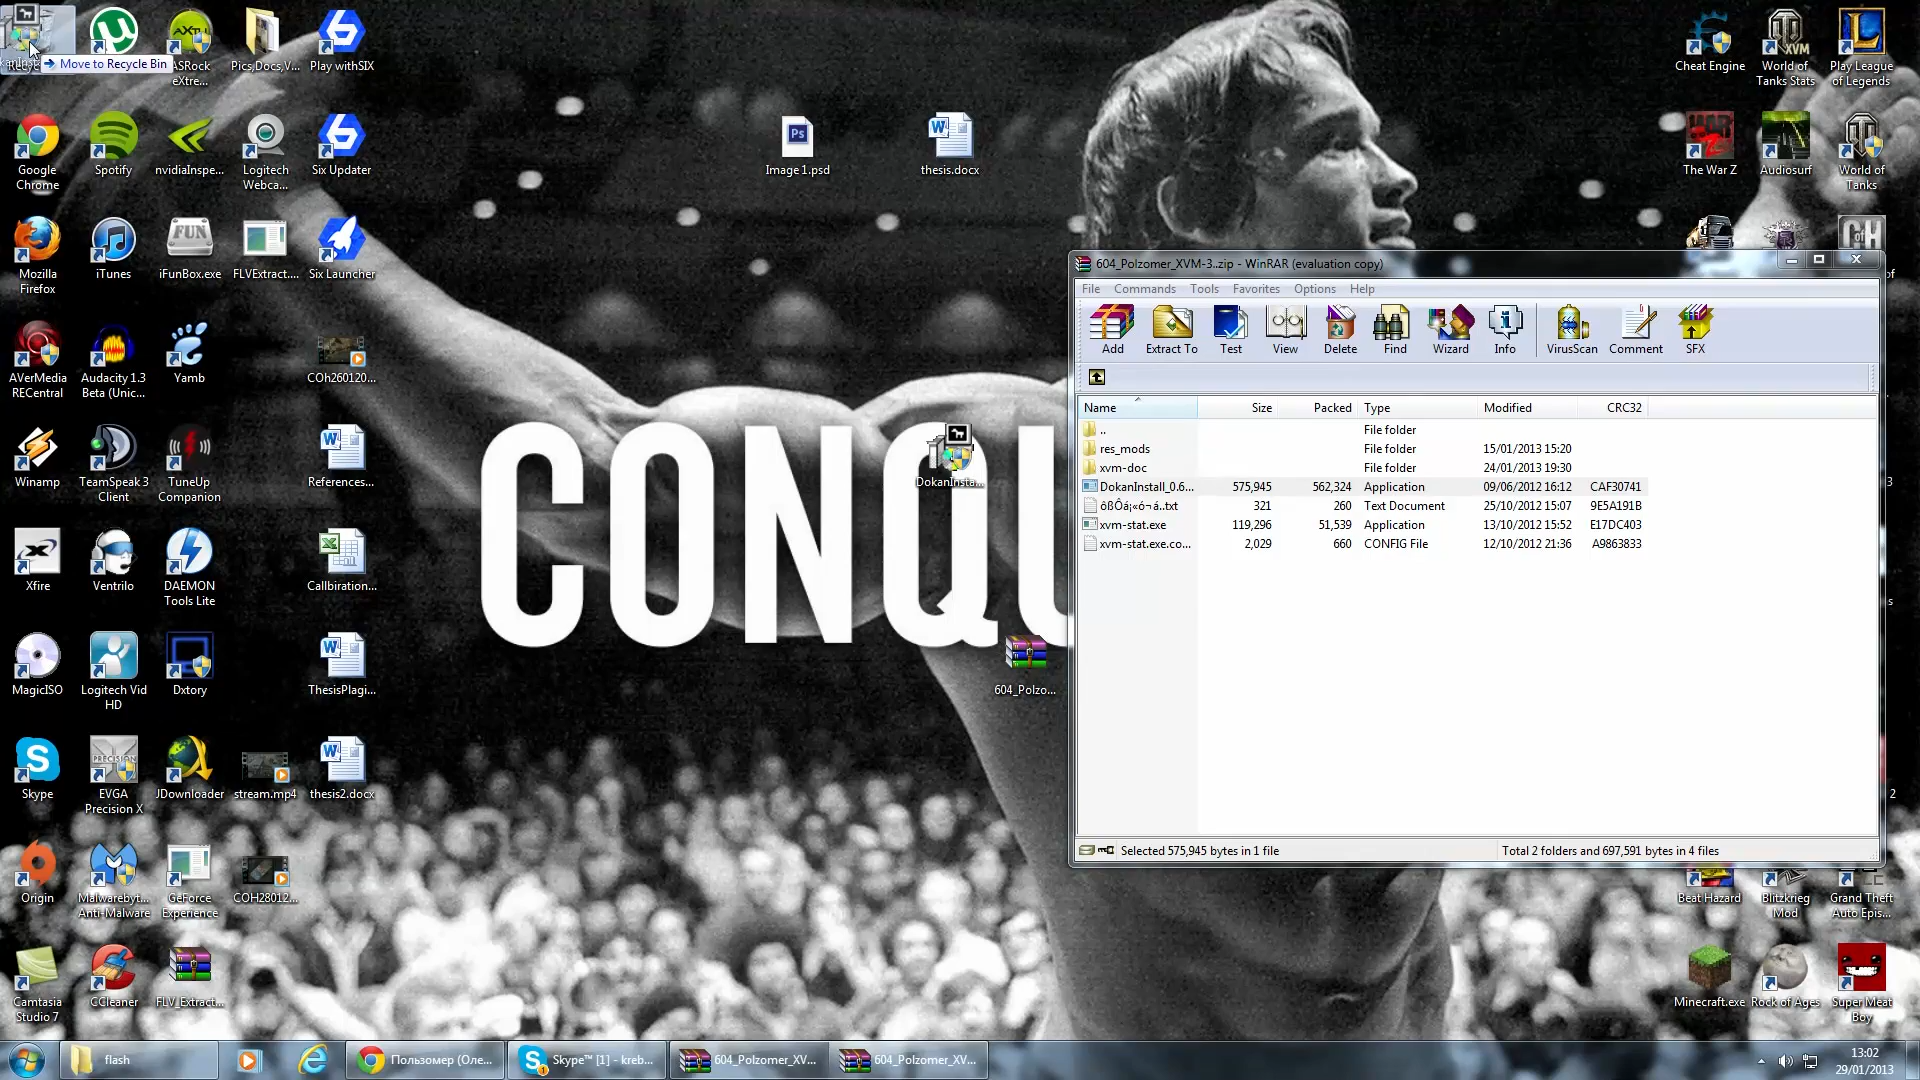 Move to Recycle Bin
ASRock
eXtre...
Pics,Docs,V...
Play withSIX
Google
Chrome
Spotify
nvidiaInspe...
Logitech
Webca...
Six Updater
Mozilla
Firefox
iTunes
FUN
iFunBox.exe
FLVExtract....
Six Launcher
AVerMedia
RECentral
Audacity 1.3
Beta (Unic...
Yamb
COh260120...
Winamp
TeamSpeak 3
Client
TuneUp
Companion
References...
Xfire
Ventrilo
DAEMON
Tools Lite
Callbiration...
MagicISO
Logitech Vid
HD
Dxtory
ThesisPlagi...
Skype
PRECISION
EVGA
Precision X
JDownloader
stream.mp4
thesis2.docx
Origin
Malwarebyt...
Anti-Malware
GeForce
Experience
COH28012...
Camtasia
Studio 7
CCleaner
FLV_Extract...
Ps
Image 1.psd
thesis.docx
CONQU
DokanInsta...
604_Polzo...
Cheat Engine
XVM
World of
Tanks Stats
Play League
of Legends
The War Z
Audiosurf
World of
Tanks
604_Polzomer_XVM-3..zip - WinRAR (evaluation copy)
File Commands Tools Favorites Options Help
Add Extract To Test View Delete Find Wizard Info VirusScan Comment SFX
Name Size Packed Type Modified CRC32
.. File folder
res_mods File folder 15/01/2013 15:20
xvm-doc File folder 24/01/2013 19:30
DokanInstall_0.6... 575,945 562,324 Application 09/06/2012 16:12 CAF30741
ôßÔá¡«ó¬á..txt 321 260 Text Document 25/10/2012 15:07 9E5A191B
xvm-stat.exe 119,296 51,539 Application 13/10/2012 15:52 E17DC403
xvm-stat.exe.co... 2,029 660 CONFIG File 12/10/2012 21:36 A9863833
Selected 575,945 bytes in 1 file Total 2 folders and 697,591 bytes in 4 files
Beat Hazard
Blitzkrieg
Mod
Grand Theft
Auto Epis...
Minecraft.exe
Rock of Ages
Super Meat
Boy
flash
Пользомер (Оле...
Skype™ [1] - kreb...
604_Polzomer_XV...
604_Polzomer_XV...
13:02
29/01/2013